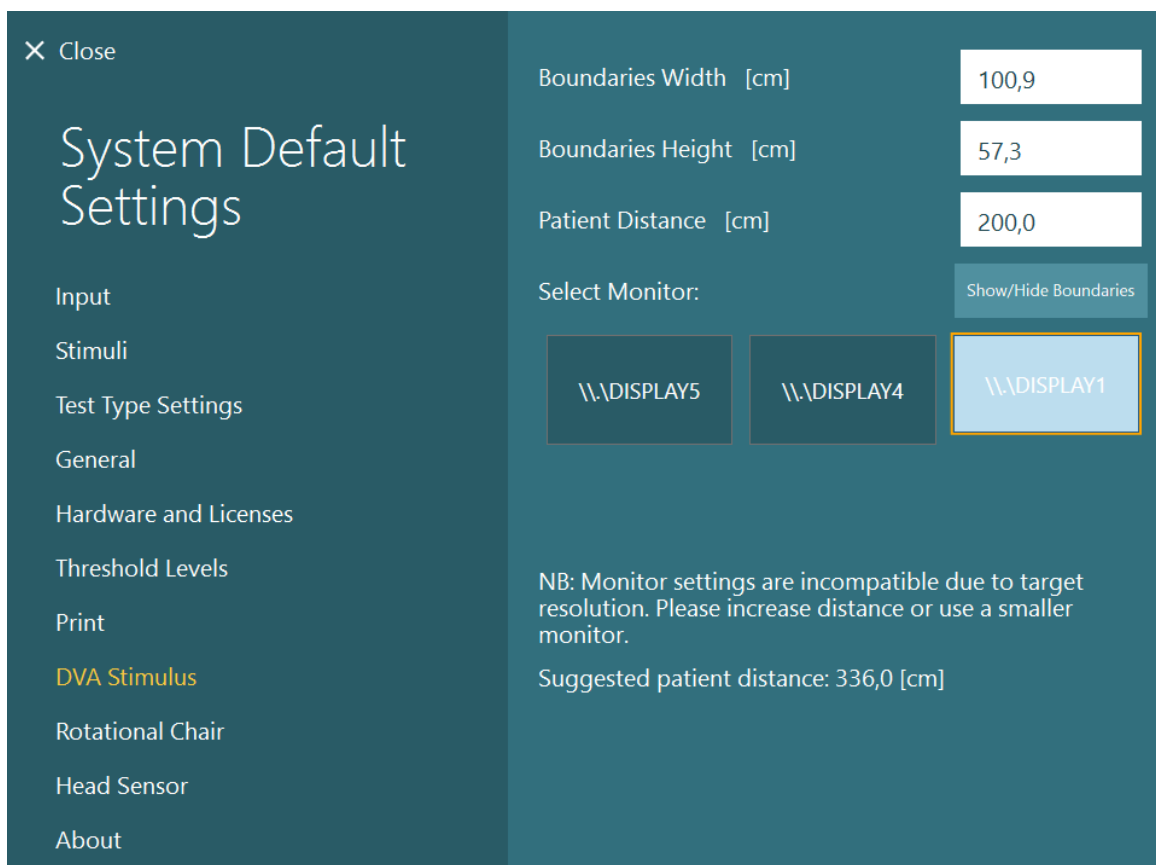 ✕ Close
System Default
Settings
Input
Stimuli
Test Type Settings
General
Hardware and Licenses
Threshold Levels
Print
DVA Stimulus
Rotational Chair
Head Sensor
About
Boundaries Width [cm] 100,9
Boundaries Height [cm] 57,3
Patient Distance [cm] 200,0
Select Monitor: Show/Hide Boundaries
\\.\DISPLAY5 \\.\DISPLAY4 \\.\DISPLAY1
NB: Monitor settings are incompatible due to target
resolution. Please increase distance or use a smaller
monitor.
Suggested patient distance: 336,0 [cm]